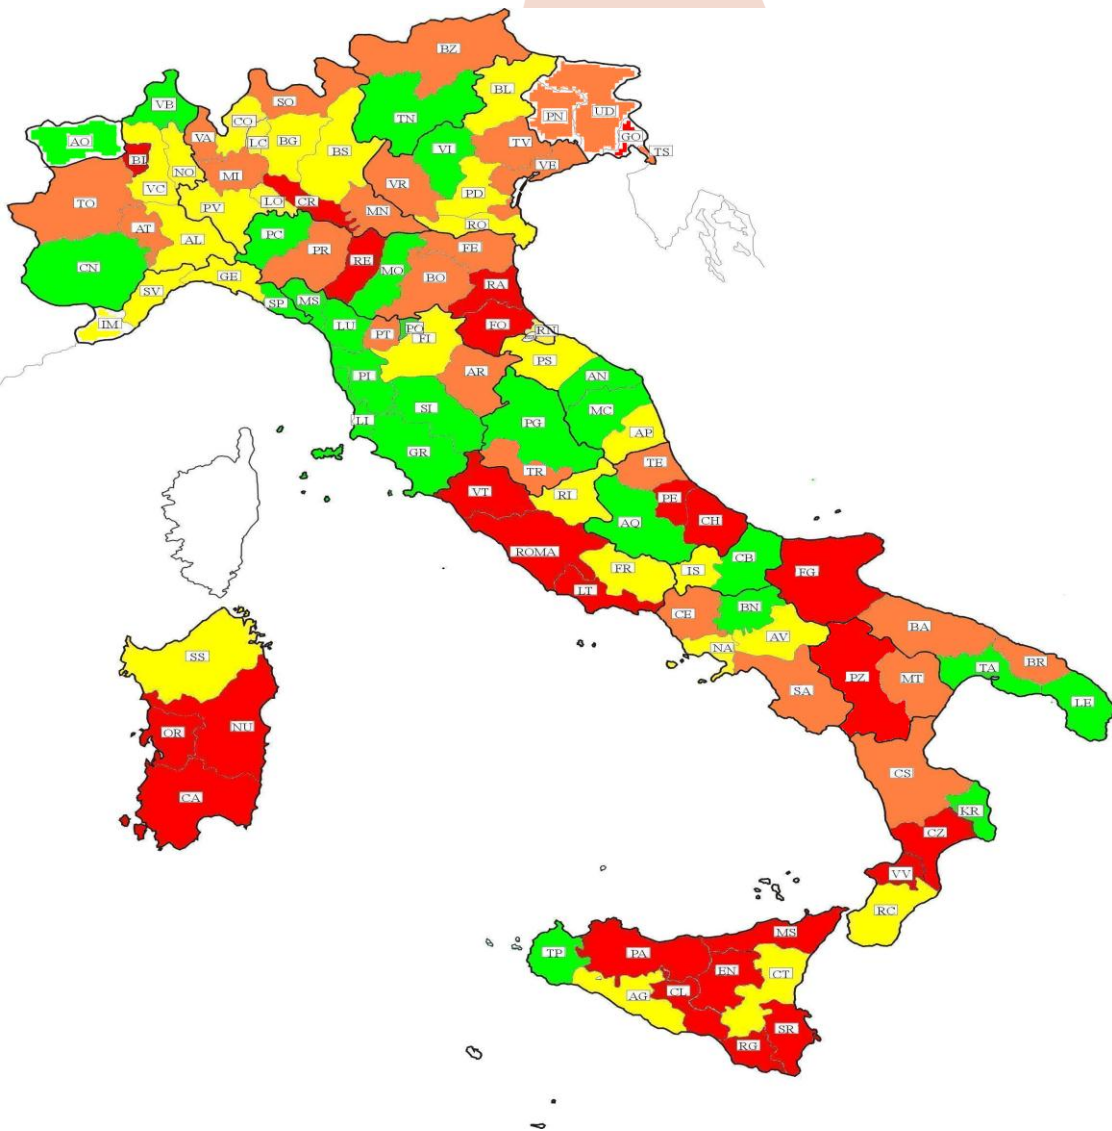 BZ
BL
VB
SO
TN
PN
UD
CO
GO
AO
VA
LC
BG
BS
VI
TV
TS
BI
NO
MI
VE
VC
VR
PD
TO
PV
LO
CR
MN
RO
AT
AL
PC
PR
RE
FE
CN
GE
MO
BO
RA
SV
SP
MS
IM
LU
PT
PO
FI
FO
RN
PS
AR
PI
AN
SI
MC
LI
PG
AP
GR
TR
TE
VT
RI
PE
AQ
CH
ROMA
CB
FR
IS
FG
LT
CE
BN
BA
NA
AV
SS
TA
BR
PZ
MT
SA
LE
OR
NU
CS
CA
KR
CZ
VV
RC
MS
TP
PA
EN
CT
AG
CL
SR
RG